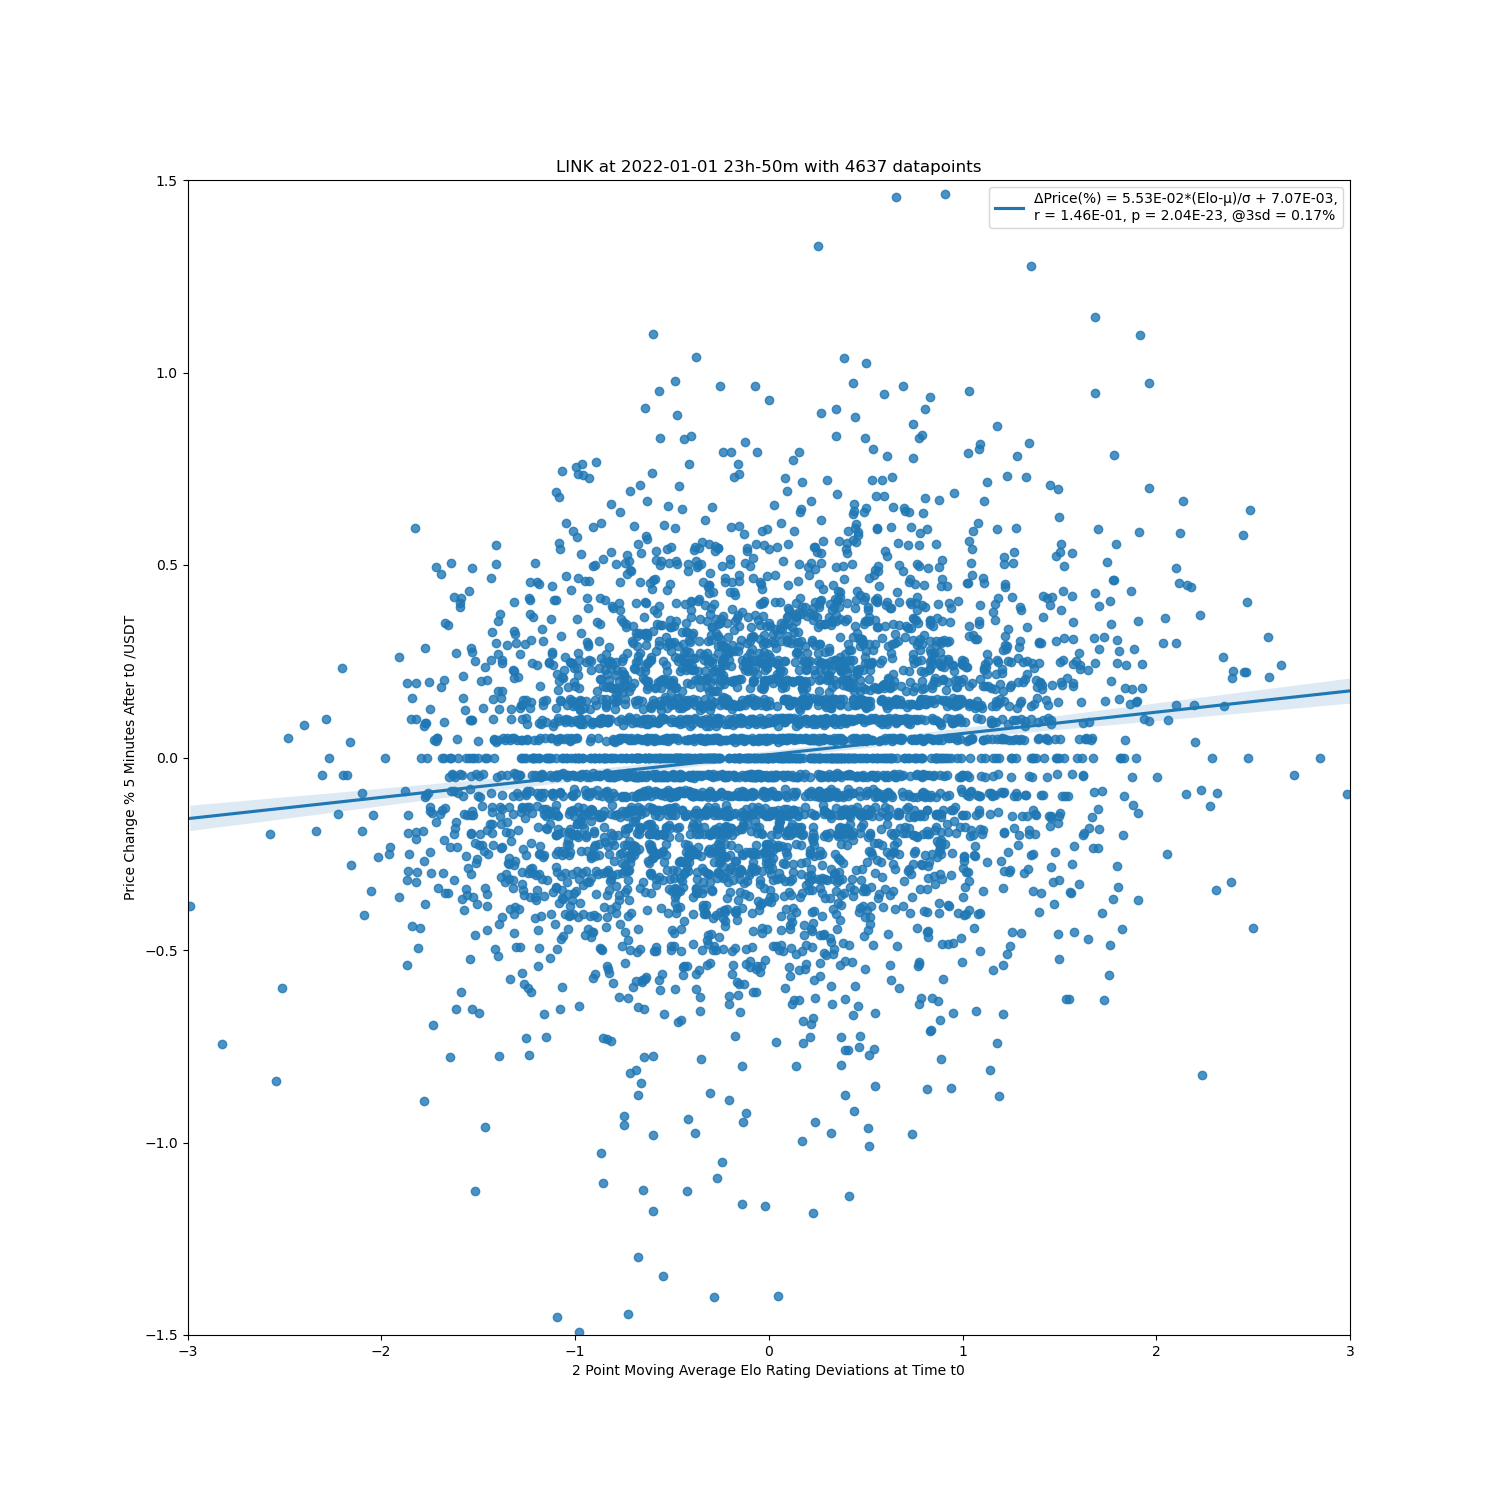 LINK at 2022-01-01 23h-50m with 4637 datapoints
ΔPrice(%) = 5.53E-02*(Elo-μ)/σ + 7.07E-03,
r = 1.46E-01, p = 2.04E-23, @3sd = 0.17%
Price Change % 5 Minutes After t0 /USDT
1.5
1.0
0.5
0.0
−0.5
−1.0
−1.5
−3 −2 −1 0 1 2 3
2 Point Moving Average Elo Rating Deviations at Time t0